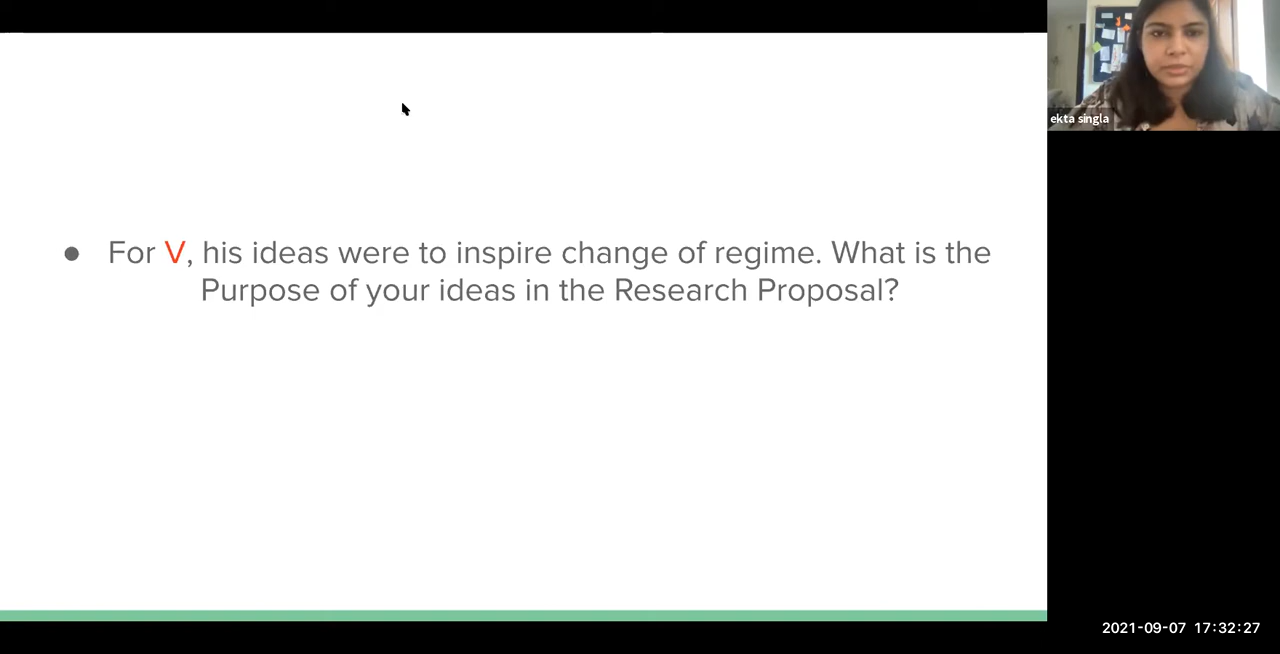 ekta singla
● For V, his ideas were to inspire change of regime. What is the
Purpose of your ideas in the Research Proposal?
2021-09-07 17:32:27